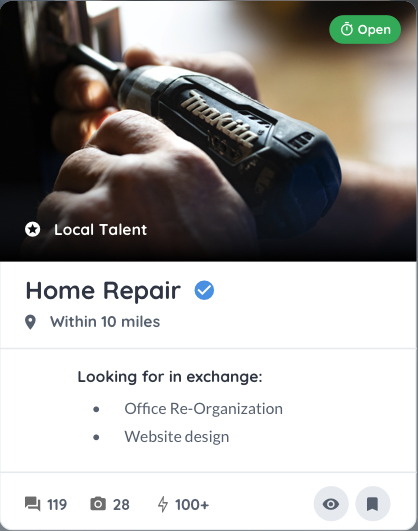 Open
makita
Local Talent
Home Repair
Within 10 miles
Looking for in exchange:
• Office Re-Organization
• Website design
119 28 100+